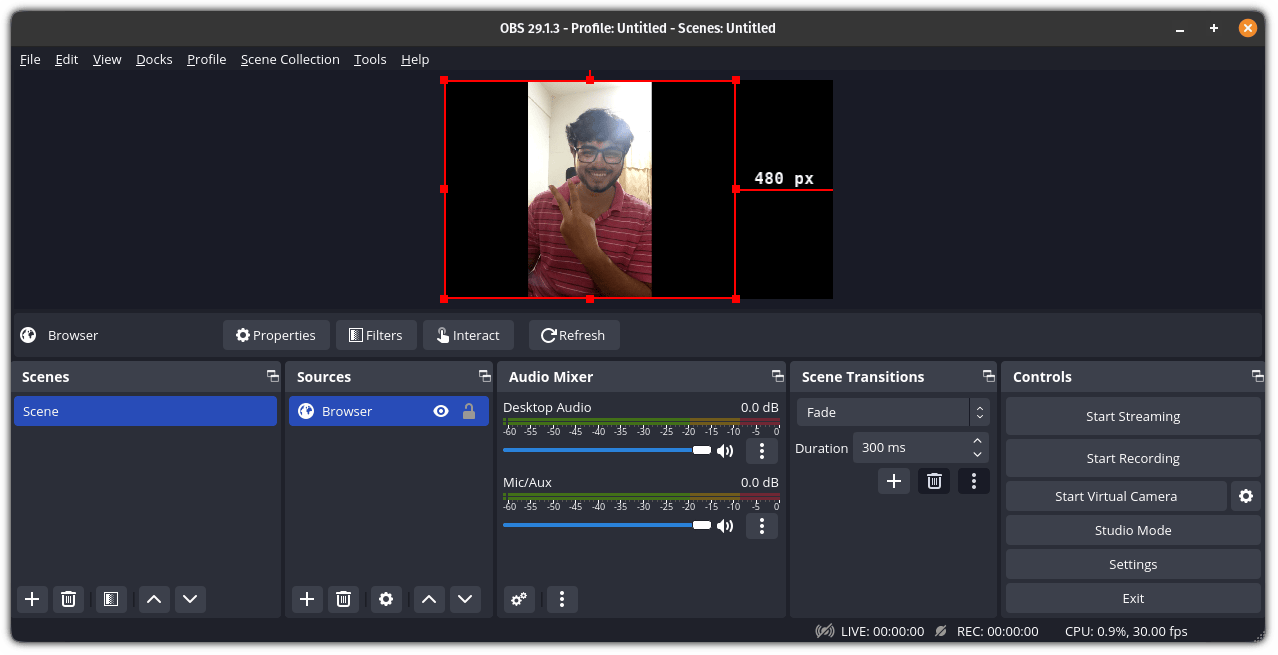 OBS 29.1.3 - Profile: Untitled - Scenes: Untitled
File Edit View Docks Profile Scene Collection Tools Help
480 px
Browser Properties Filters Interact Refresh
Scenes
Scene
Sources
Browser
Audio Mixer
Desktop Audio 0.0 dB
-60 -55 -50 -45 -40 -35 -30 -25 -20 -15 -10 -5 0
Mic/Aux 0.0 dB
-60 -55 -50 -45 -40 -35 -30 -25 -20 -15 -10 -5 0
Scene Transitions
Fade
Duration 300 ms
Controls
Start Streaming
Start Recording
Start Virtual Camera
Studio Mode
Settings
Exit
LIVE: 00:00:00 REC: 00:00:00 CPU: 0.9%, 30.00 fps